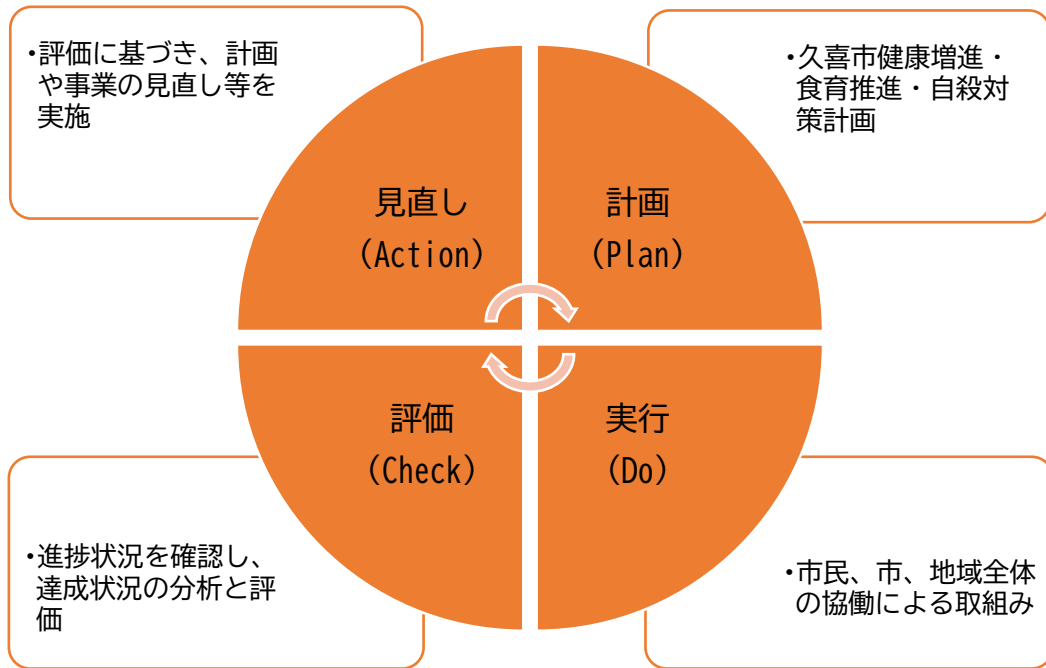 ・評価に基づき、計画
や事業の見直し等を
実施
・久喜市健康増進・
食育推進・自殺対
策計画
見直し
(Action)
計画
(Plan)
評価
(Check)
実行
(Do)
・進捗状況を確認し、
達成状況の分析と評
価
・市民、市、地域全体
の協働による取組み